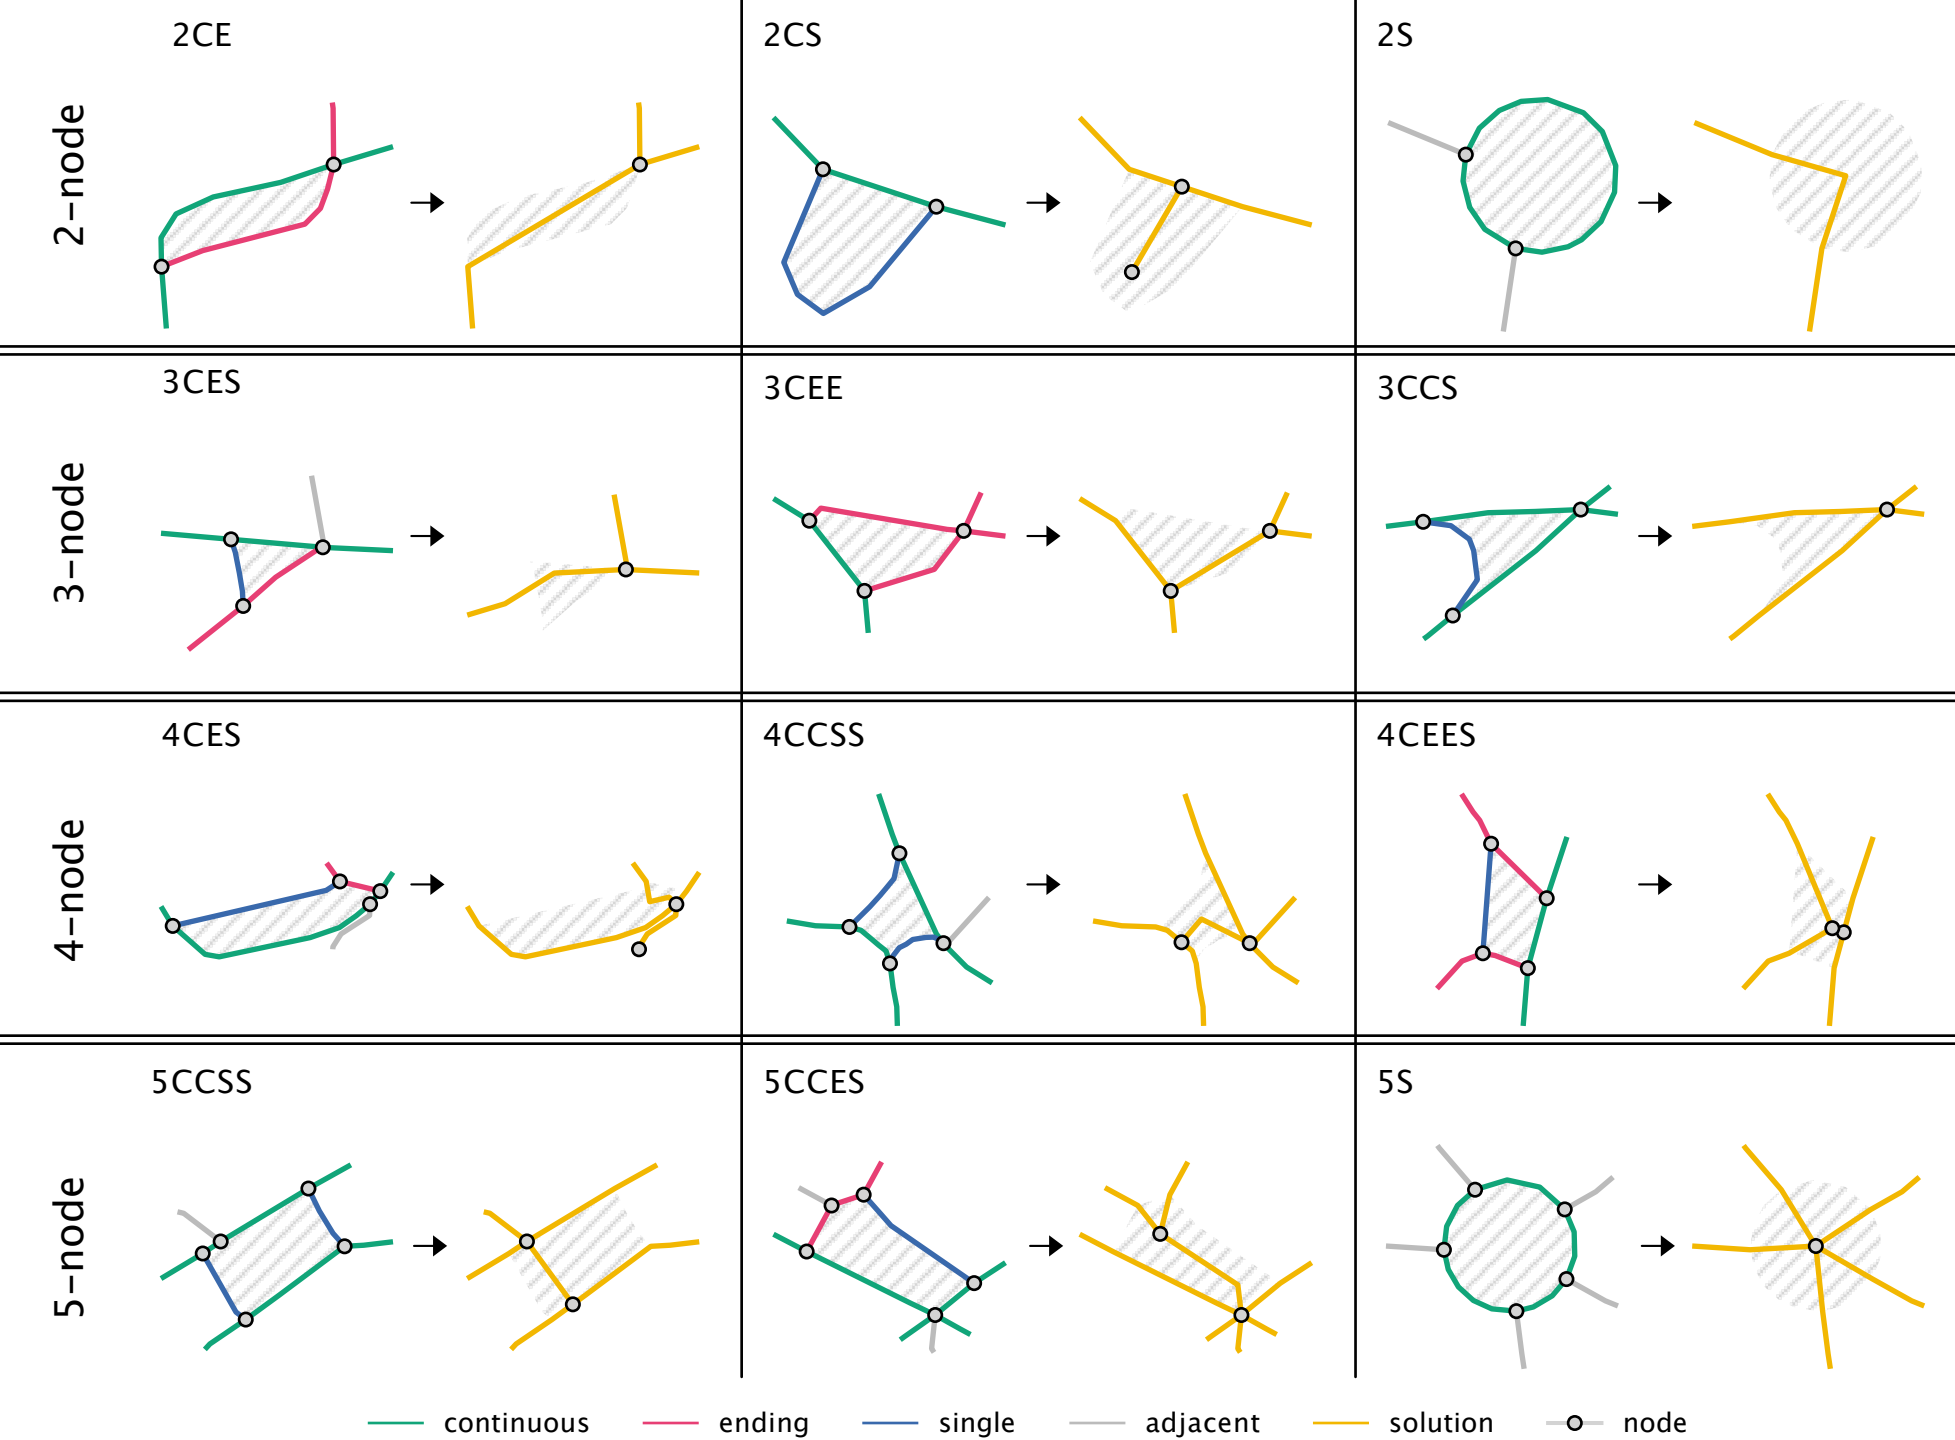 2CE
2CS
2S
2-node
3CES
3CEE
3CCS
3-node
4CES
4CCSS
4CEES
4-node
5CCSS
5CCES
5S
5-node
continuous
ending
single
adjacent
solution
node